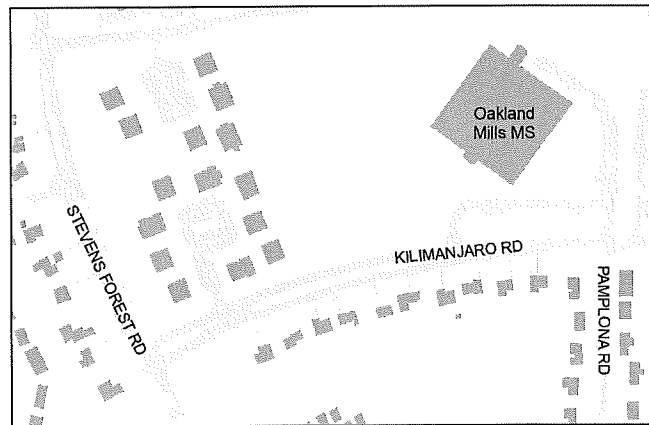 Oakland
Mills MS
STEVENS FOREST RD
KILIMANJARO RD
PAMPLONA RD